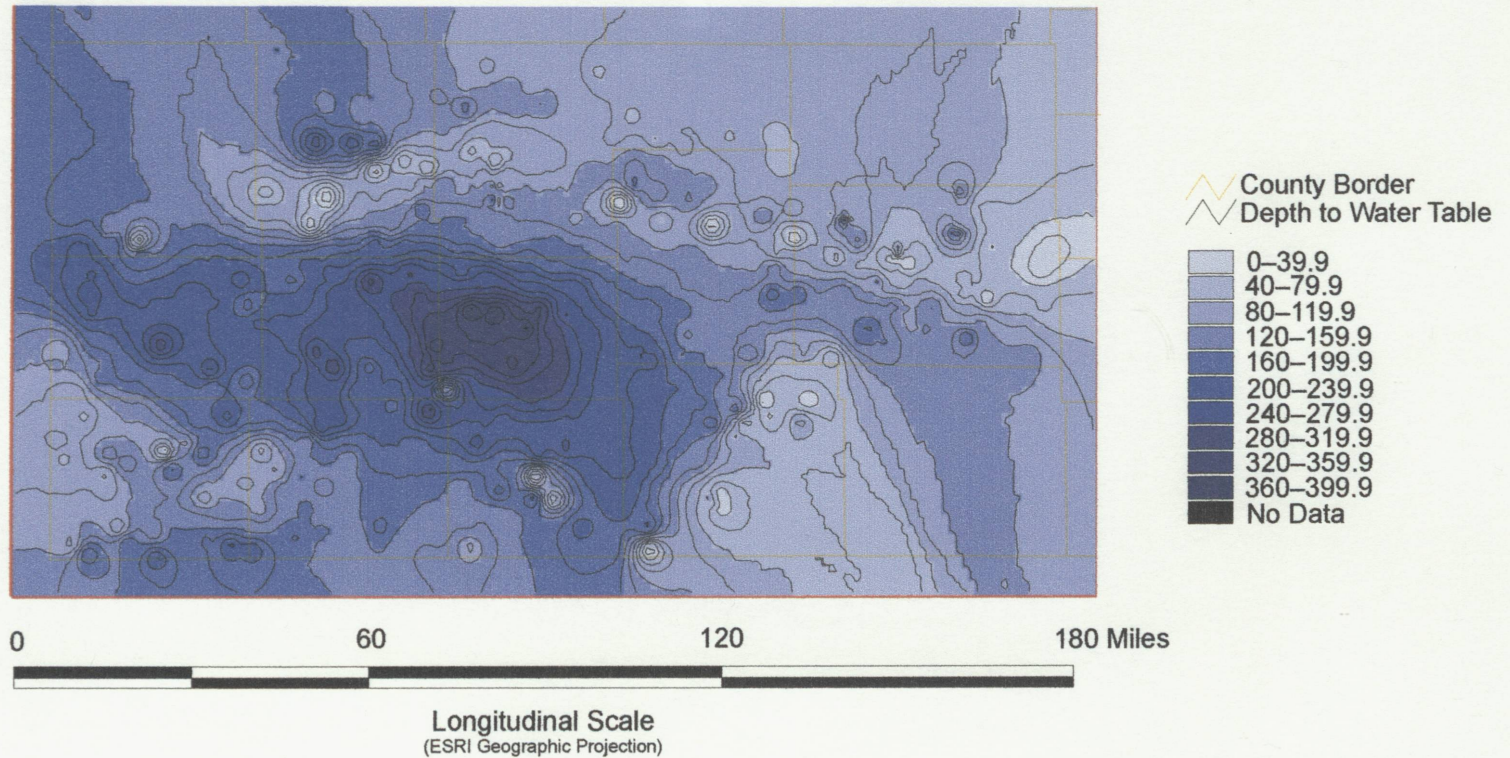 County Border
Depth to Water Table
0–39.9
40–79.9
80–119.9
120–159.9
160–199.9
200–239.9
240–279.9
280–319.9
320–359.9
360–399.9
No Data
0 60 120 180 Miles
Longitudinal Scale
(ESRI Geographic Projection)